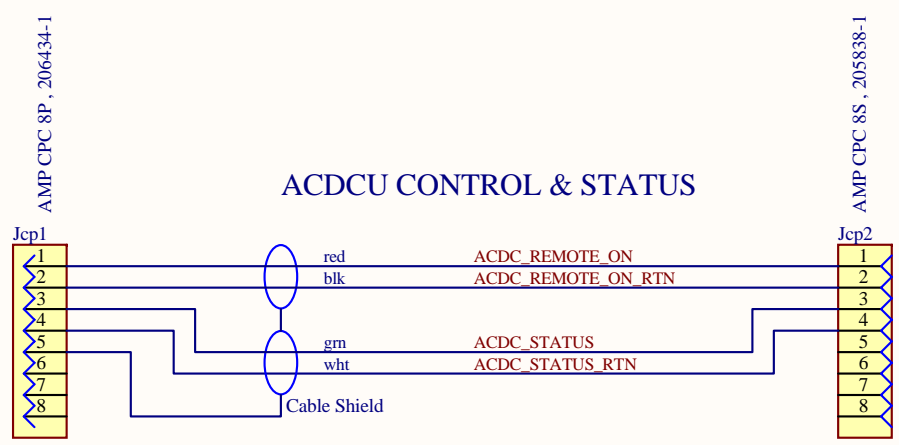 AMP CPC 8P , 206434-1
AMP CPC 8S , 205838-1
ACDCU CONTROL & STATUS
Jcp1
Jcp2
1 red ACDC_REMOTE_ON 1
2 blk ACDC_REMOTE_ON_RTN 2
3 3
4 4
5 grn ACDC_STATUS 5
6 wht ACDC_STATUS_RTN 6
7 7
8 Cable Shield 8